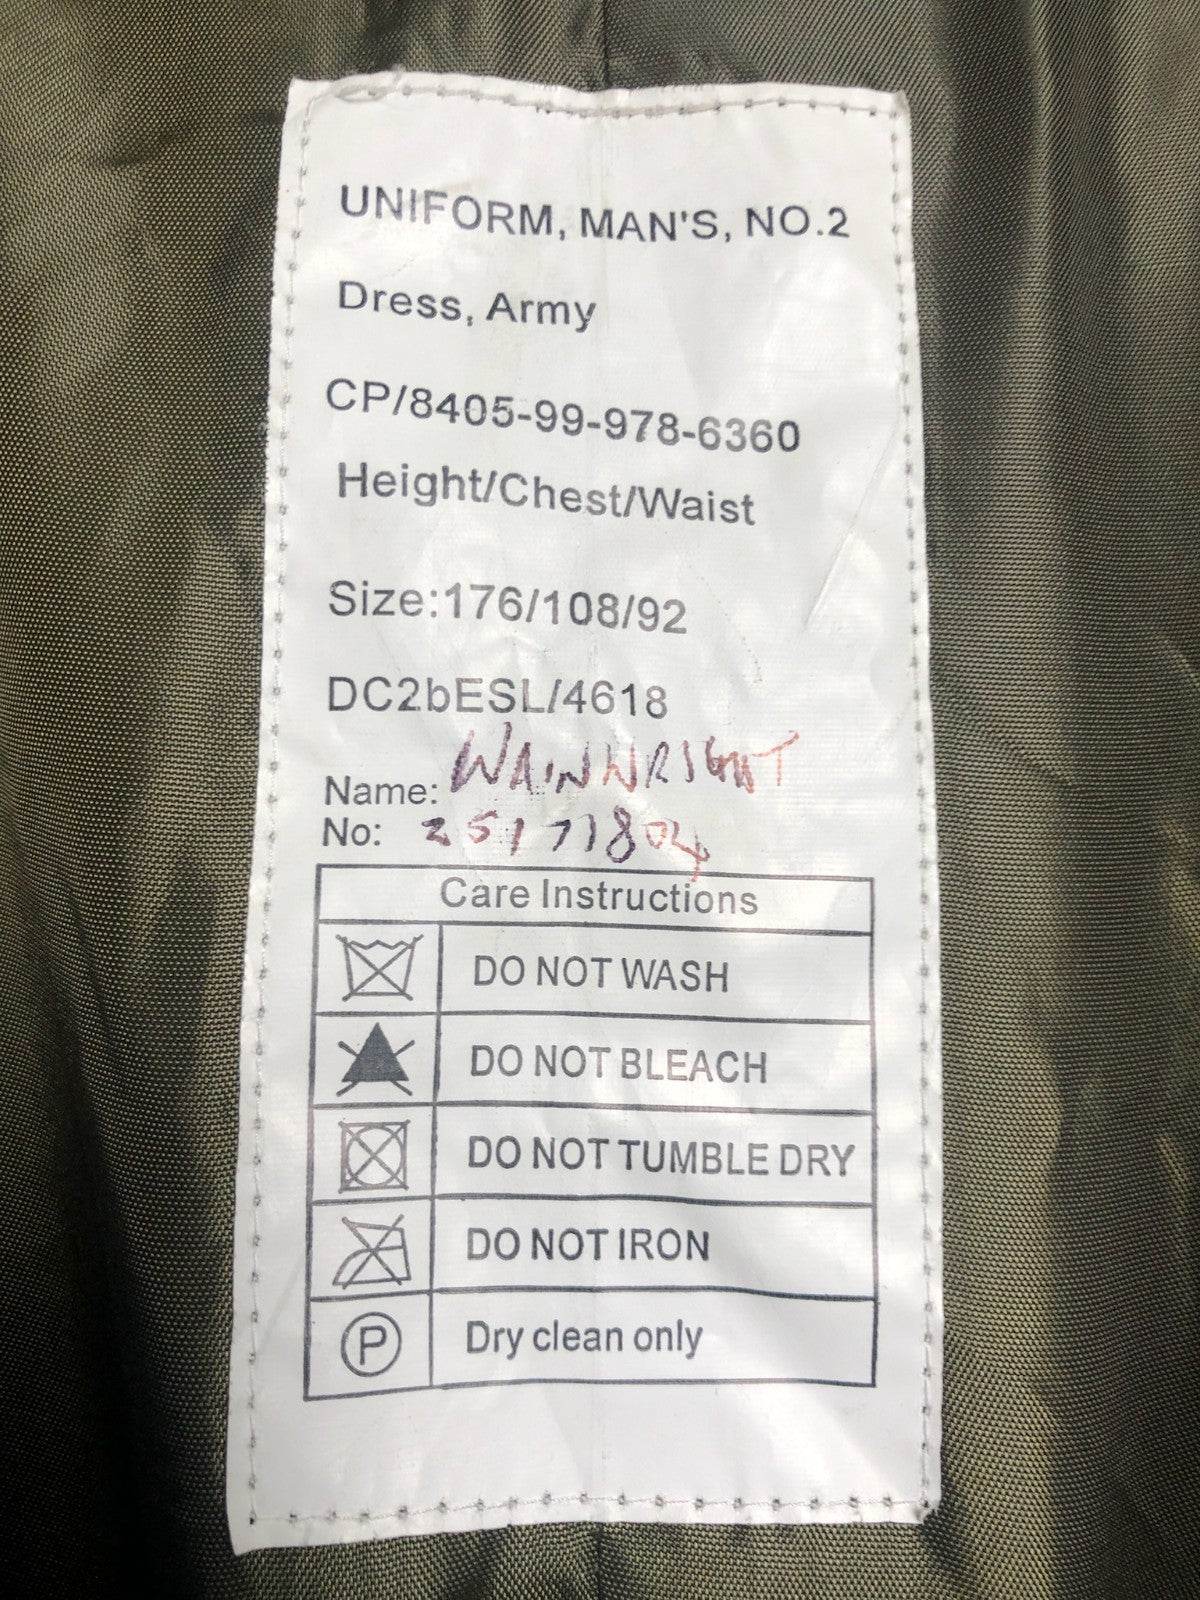 UNIFORM, MAN'S, NO.2
Dress, Army
CP/8405-99-978-6360
Height/Chest/Waist
Size:176/108/92
DC2bESL/4618
Name: WAINWRIGHT
No: 25171804
Care Instructions
DO NOT WASH
DO NOT BLEACH
DO NOT TUMBLE DRY
DO NOT IRON
P Dry clean only